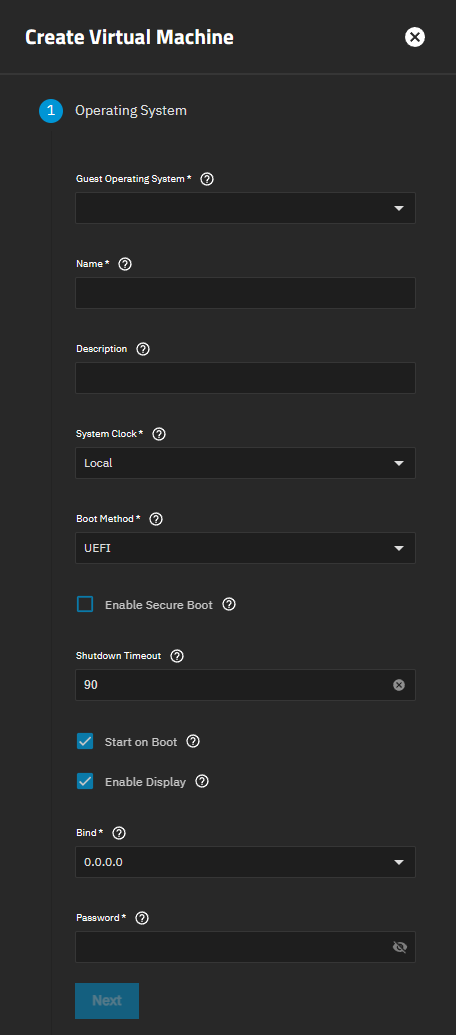 Create Virtual Machine
1 Operating System
Guest Operating System *
Name *
Description
System Clock *
Local
Boot Method *
UEFI
Enable Secure Boot
Shutdown Timeout
90
Start on Boot
Enable Display
Bind *
0.0.0.0
Password *
Next